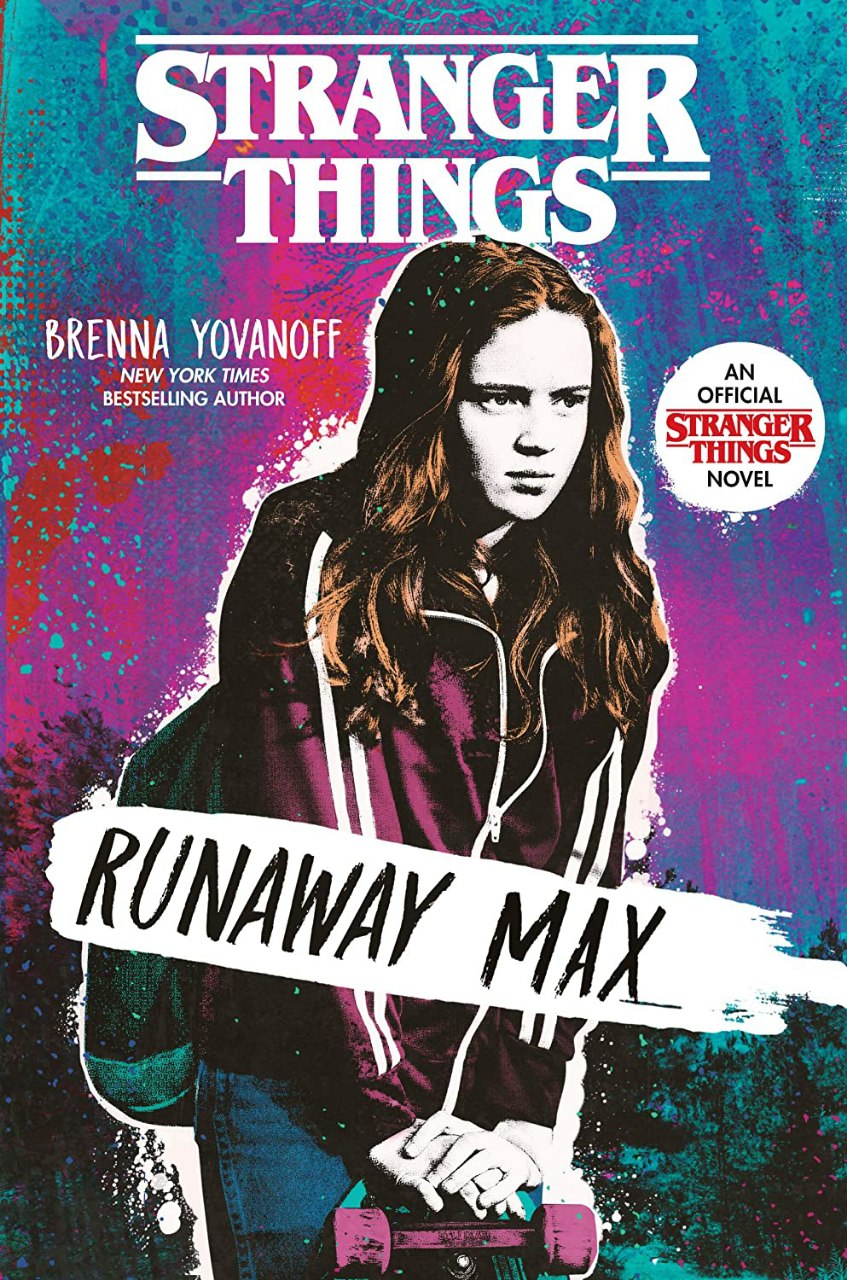 STRANGER
THINGS
BRENNA YOVANOFF
NEW YORK TIMES
BESTSELLING AUTHOR
AN
OFFICIAL
STRANGER
THINGS
NOVEL
RUNAWAY MAX